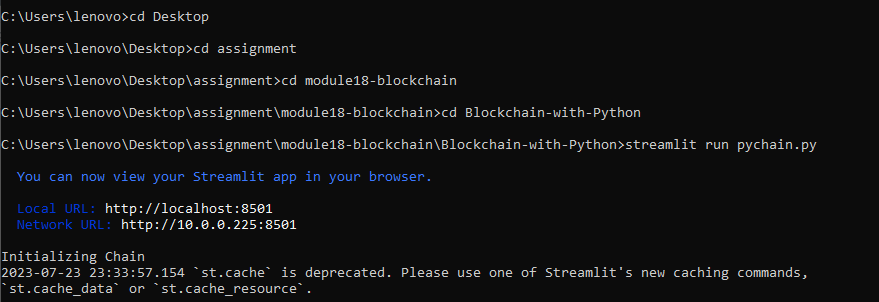 C:\Users\lenovo>cd Desktop
C:\Users\lenovo\Desktop>cd assignment
C:\Users\lenovo\Desktop\assignment>cd module18-blockchain
C:\Users\lenovo\Desktop\assignment\module18-blockchain>cd Blockchain-with-Python
C:\Users\lenovo\Desktop\assignment\module18-blockchain\Blockchain-with-Python>streamlit run pychain.py
You can now view your Streamlit app in your browser.
Local URL: http://localhost:8501
Network URL: http://10.0.0.225:8501
Initializing Chain
2023-07-23 23:33:57.154 `st.cache` is deprecated. Please use one of Streamlit's new caching commands,
`st.cache_data` or `st.cache_resource`.